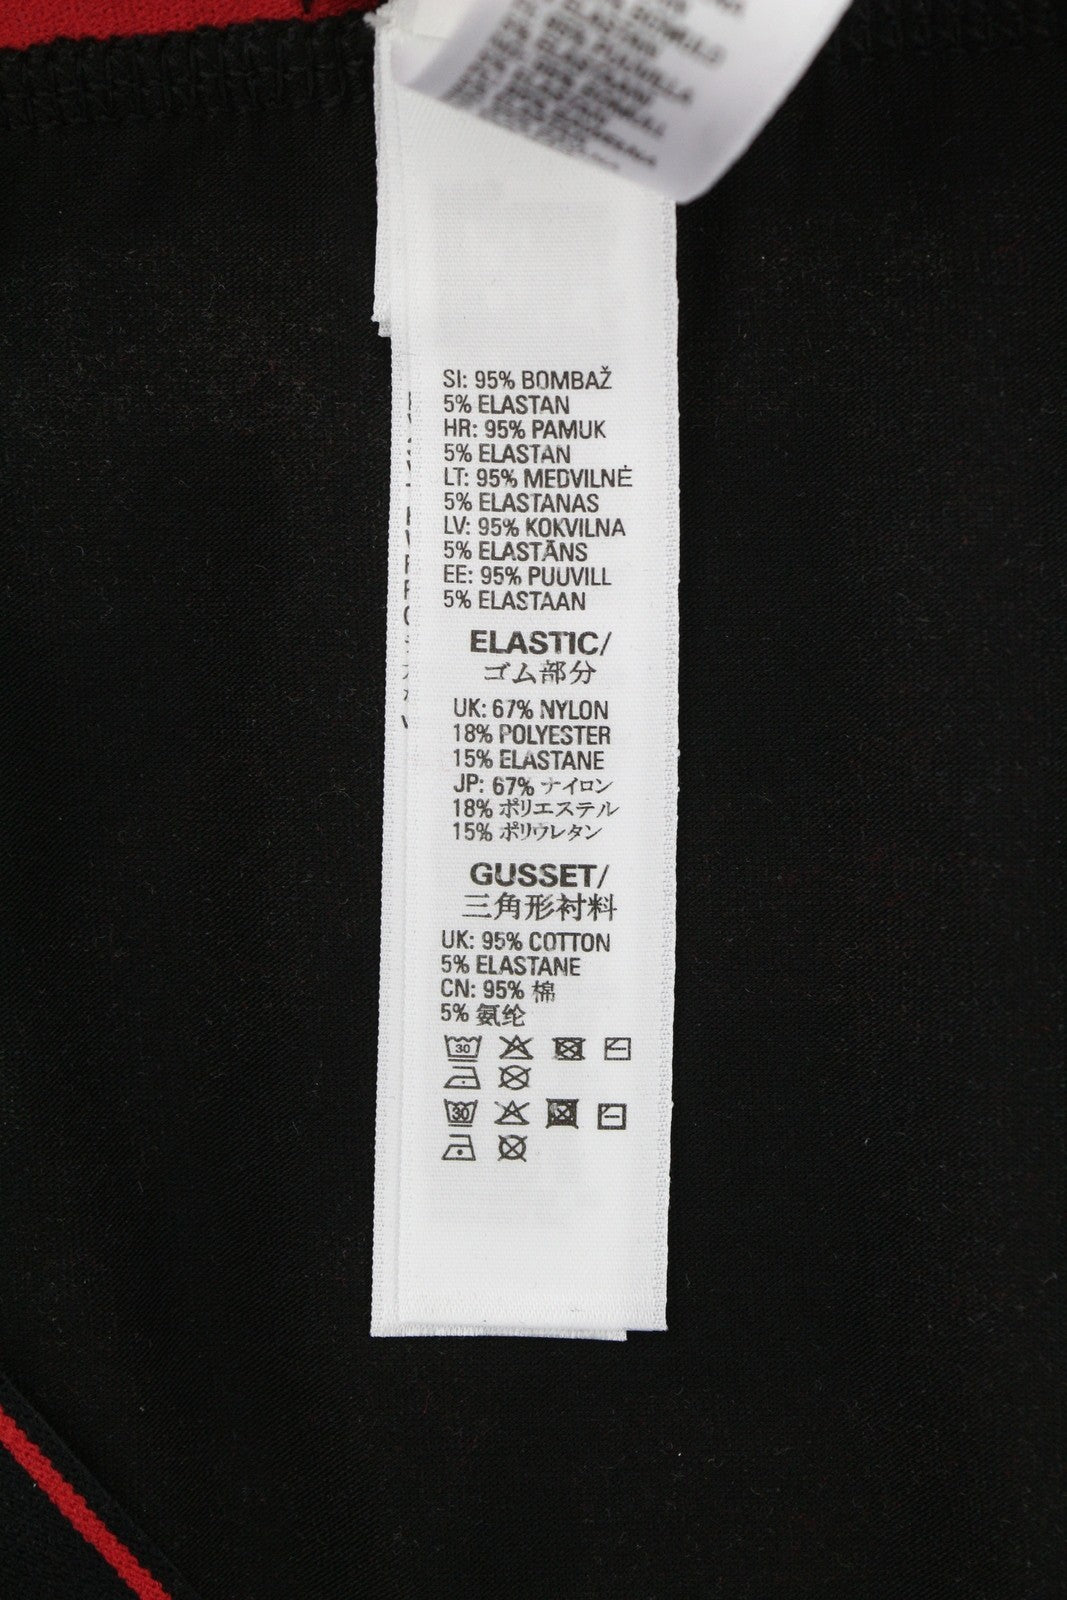 ELASTAN
SI: 95% BOMBAŽ
5% ELASTAN
HR: 95% PAMUK
5% ELASTAN
LT: 95% MEDVILNĖ
5% ELASTANAS
LV: 95% KOKVILNA
5% ELASTĀNS
EE: 95% PUUVILL
5% ELASTAAN
ELASTIC/
ゴム部分
UK: 67% NYLON
18% POLYESTER
15% ELASTANE
JP: 67% ナイロン
18% ポリエステル
15% ポリウレタン
GUSSET/
三角形衬料
UK: 95% COTTON
5% ELASTANE
CN: 95% 棉
5% 氨纶
30
30